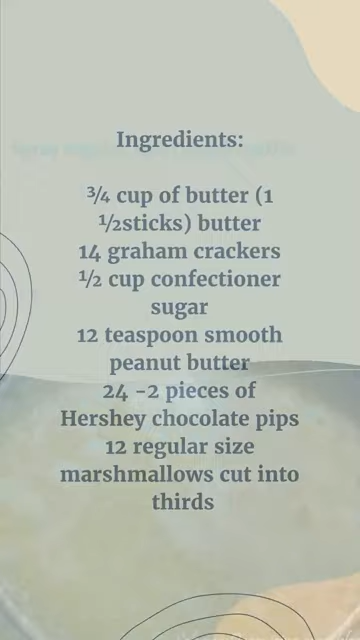 Ingredients:
¾ cup of butter (1
½sticks) butter
14 graham crackers
½ cup confectioner
sugar
12 teaspoon smooth
peanut butter
24 -2 pieces of
Hershey chocolate pips
12 regular size
marshmallows cut into
thirds